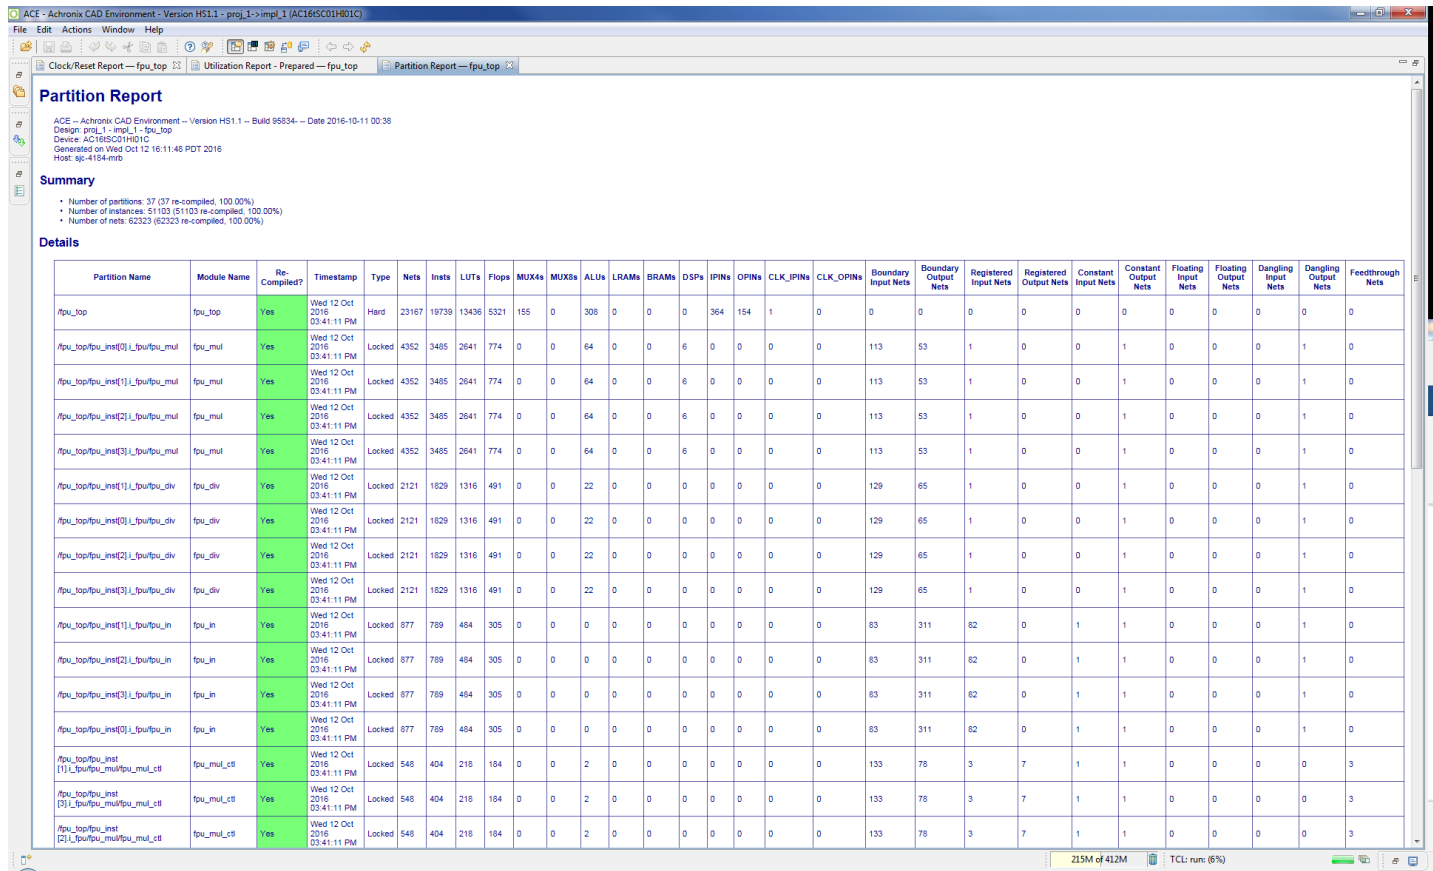 ACE - Achronix CAD Environment - Version HS1.1 - proj_1->impl_1 (AC16tSC01HI01C)
File Edit Actions Window Help
Clock/Reset Report — fpu_top Utilization Report - Prepared — fpu_top Partition Report — fpu_top
Partition Report
ACE -- Achronix CAD Environment -- Version HS1.1 -- Build 95834- -- Date 2016-10-11 00:38
Design: proj_1 - impl_1 - fpu_top
Device: AC16tSC01HI01C
Generated on Wed Oct 12 16:11:48 PDT 2016
Host: sjc-4184-mrb
Summary
• Number of partitions: 37 (37 re-compiled, 100.00%)
• Number of instances: 51103 (51103 re-compiled, 100.00%)
• Number of nets: 62323 (62323 re-compiled, 100.00%)
Details
Partition Name Module Name Re-Compiled? Timestamp Type Nets Insts LUTs Flops MUX4s MUX8s ALUs LRAMs BRAMs DSPs IPINs OPINs CLK_IPINs CLK_OPINs Boundary Input Nets Boundary Output Nets Registered Input Nets Registered Output Nets Constant Input Nets Constant Output Nets Floating Input Nets Floating Output Nets Dangling Input Nets Dangling Output Nets Feedthrough Nets
/fpu_top fpu_top Yes Wed 12 Oct 2016 03:41:11 PM Hard 23167 19739 13436 5321 155 0 308 0 0 0 364 154 1 0 0 0 0 0 0 0 0 0 0 0 0
/fpu_top/fpu_inst[0].i_fpu/fpu_mul fpu_mul Yes Wed 12 Oct 2016 03:41:11 PM Locked 4352 3485 2641 774 0 0 64 0 0 6 0 0 0 0 113 53 1 0 0 1 0 0 0 1 0
/fpu_top/fpu_inst[1].i_fpu/fpu_mul fpu_mul Yes Wed 12 Oct 2016 03:41:11 PM Locked 4352 3485 2641 774 0 0 64 0 0 6 0 0 0 0 113 53 1 0 0 1 0 0 0 1 0
/fpu_top/fpu_inst[2].i_fpu/fpu_mul fpu_mul Yes Wed 12 Oct 2016 03:41:11 PM Locked 4352 3485 2641 774 0 0 64 0 0 6 0 0 0 0 113 53 1 0 0 1 0 0 0 1 0
/fpu_top/fpu_inst[3].i_fpu/fpu_mul fpu_mul Yes Wed 12 Oct 2016 03:41:11 PM Locked 4352 3485 2641 774 0 0 64 0 0 6 0 0 0 0 113 53 1 0 0 1 0 0 0 1 0
/fpu_top/fpu_inst[1].i_fpu/fpu_div fpu_div Yes Wed 12 Oct 2016 03:41:11 PM Locked 2121 1829 1316 491 0 0 22 0 0 0 0 0 0 0 129 65 1 0 0 1 0 0 0 1 0
/fpu_top/fpu_inst[0].i_fpu/fpu_div fpu_div Yes Wed 12 Oct 2016 03:41:11 PM Locked 2121 1829 1316 491 0 0 22 0 0 0 0 0 0 0 129 65 1 0 0 1 0 0 0 1 0
/fpu_top/fpu_inst[2].i_fpu/fpu_div fpu_div Yes Wed 12 Oct 2016 03:41:11 PM Locked 2121 1829 1316 491 0 0 22 0 0 0 0 0 0 0 129 65 1 0 0 1 0 0 0 1 0
/fpu_top/fpu_inst[3].i_fpu/fpu_div fpu_div Yes Wed 12 Oct 2016 03:41:11 PM Locked 2121 1829 1316 491 0 0 22 0 0 0 0 0 0 0 129 65 1 0 0 1 0 0 0 1 0
/fpu_top/fpu_inst[1].i_fpu/fpu_in fpu_in Yes Wed 12 Oct 2016 03:41:11 PM Locked 877 789 484 305 0 0 0 0 0 0 0 0 0 0 83 311 82 0 1 1 0 0 0 1 0
/fpu_top/fpu_inst[2].i_fpu/fpu_in fpu_in Yes Wed 12 Oct 2016 03:41:11 PM Locked 877 789 484 305 0 0 0 0 0 0 0 0 0 0 83 311 82 0 1 1 0 0 0 1 0
/fpu_top/fpu_inst[3].i_fpu/fpu_in fpu_in Yes Wed 12 Oct 2016 03:41:11 PM Locked 877 789 484 305 0 0 0 0 0 0 0 0 0 0 83 311 82 0 1 1 0 0 0 1 0
/fpu_top/fpu_inst[0].i_fpu/fpu_in fpu_in Yes Wed 12 Oct 2016 03:41:11 PM Locked 877 789 484 305 0 0 0 0 0 0 0 0 0 0 83 311 82 0 1 1 0 0 0 1 0
/fpu_top/fpu_inst [1].i_fpu/fpu_mul/fpu_mul_ctl fpu_mul_ctl Yes Wed 12 Oct 2016 03:41:11 PM Locked 548 404 218 184 0 0 2 0 0 0 0 0 0 0 133 78 3 7 1 1 0 0 0 0 3
/fpu_top/fpu_inst [3].i_fpu/fpu_mul/fpu_mul_ctl fpu_mul_ctl Yes Wed 12 Oct 2016 03:41:11 PM Locked 548 404 218 184 0 0 2 0 0 0 0 0 0 0 133 78 3 7 1 1 0 0 0 0 3
/fpu_top/fpu_inst [2].i_fpu/fpu_mul/fpu_mul_ctl fpu_mul_ctl Yes Wed 12 Oct 2016 03:41:11 PM Locked 548 404 218 184 0 0 2 0 0 0 0 0 0 0 133 78 3 7 1 1 0 0 0 0 3
215M of 412M TCL: run: (6%)